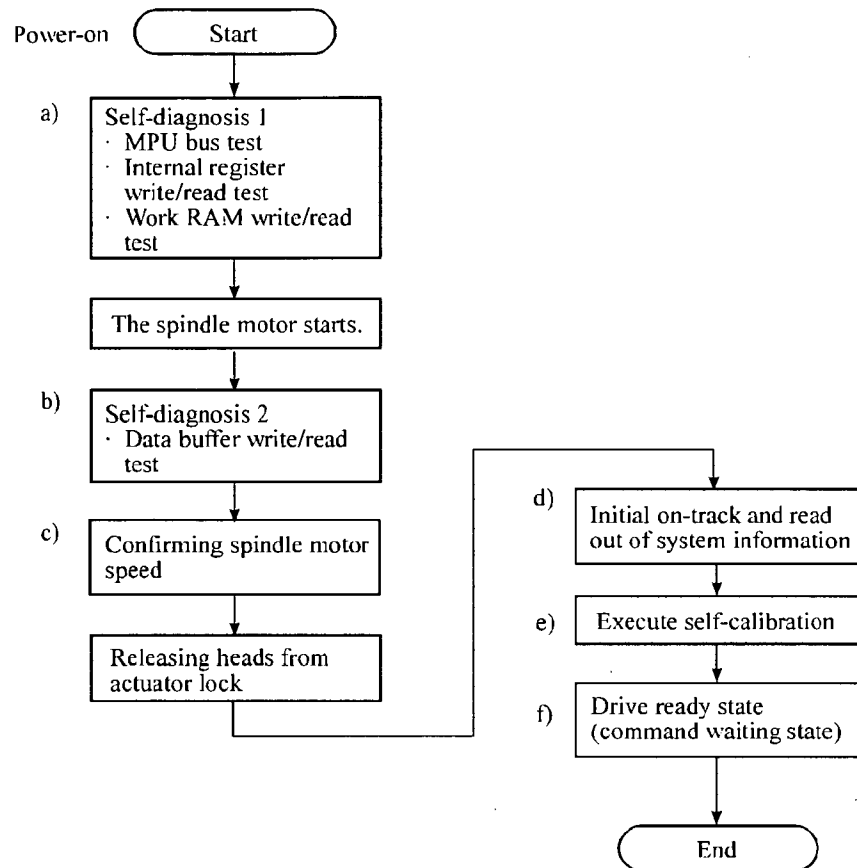 Power-on
Start
a)
Self-diagnosis 1
· MPU bus test
· Internal register
write/read test
· Work RAM write/read
test
The spindle motor starts.
b)
Self-diagnosis 2
· Data buffer write/read
test
c)
Confirming spindle motor
speed
Releasing heads from
actuator lock
d)
Initial on-track and read
out of system information
e)
Execute self-calibration
f)
Drive ready state
(command waiting state)
End